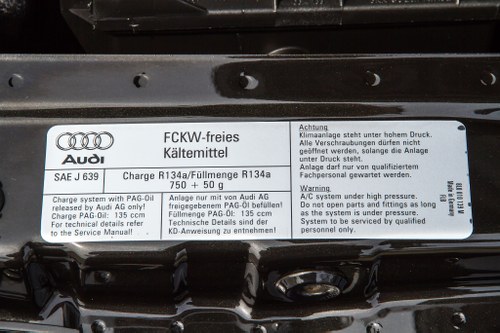 Audi
FCKW-freies
Kältemittel
SAE J 639
Charge R134a/Füllmenge R134a
750 + 50 g
Charge system with PAG-Oil
released by Audi AG only!
Charge PAG-Oil: 135 ccm
For technical details refer
to the Service Manual!
Anlage nur mit von Audi AG
freigegebenem PAG-Öl befüllen!
Füllmenge PAG-Öl: 135 ccm
Technische Details sind der
KD-Anweisung zu entnehmen!
Achtung
Klimaanlage steht unter hohem Druck.
Alle Verschraubungen dürfen nicht
geöffnet werden, solange die Anlage
unter Druck steht.
Anlage darf nur von qualifiziertem
Fachpersonal gewartet werden.
Warning
A/C system under high pressure.
Do not open parts and fittings as long
as the system is under pressure.
System to be serviced by qualified
personnel only.
Made in Germany